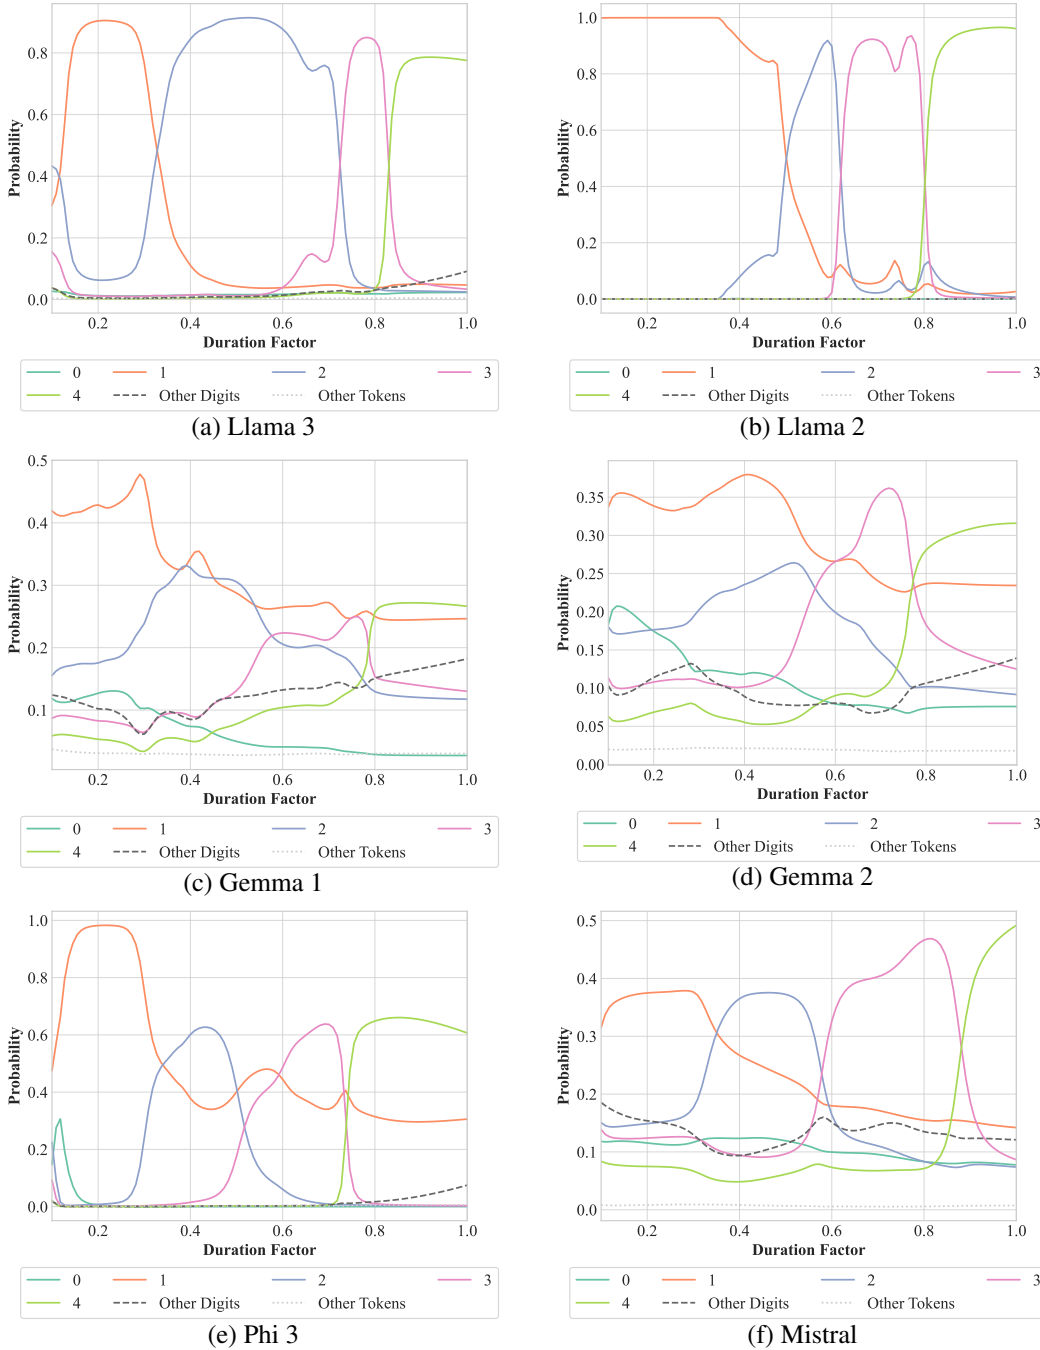 0.8
0.6
0.4
0.2
0.0
Probability
0.2 0.4 0.6 0.8 1.0
Duration Factor
0 1 2 3
4 Other Digits Other Tokens
(a) Llama 3
1.0
0.8
0.6
0.4
0.2
0.0
Probability
0.2 0.4 0.6 0.8 1.0
Duration Factor
0 1 2 3
4 Other Digits Other Tokens
(b) Llama 2
0.5
0.4
0.3
0.2
0.1
Probability
0.2 0.4 0.6 0.8 1.0
Duration Factor
0 1 2 3
4 Other Digits Other Tokens
(c) Gemma 1
0.35
0.30
0.25
0.20
0.15
0.10
0.05
0.00
Probability
0.2 0.4 0.6 0.8 1.0
Duration Factor
0 1 2 3
4 Other Digits Other Tokens
(d) Gemma 2
1.0
0.8
0.6
0.4
0.2
0.0
Probability
0.2 0.4 0.6 0.8 1.0
Duration Factor
0 1 2 3
4 Other Digits Other Tokens
(e) Phi 3
0.5
0.4
0.3
0.2
0.1
0.0
Probability
0.2 0.4 0.6 0.8 1.0
Duration Factor
0 1 2 3
4 Other Digits Other Tokens
(f) Mistral